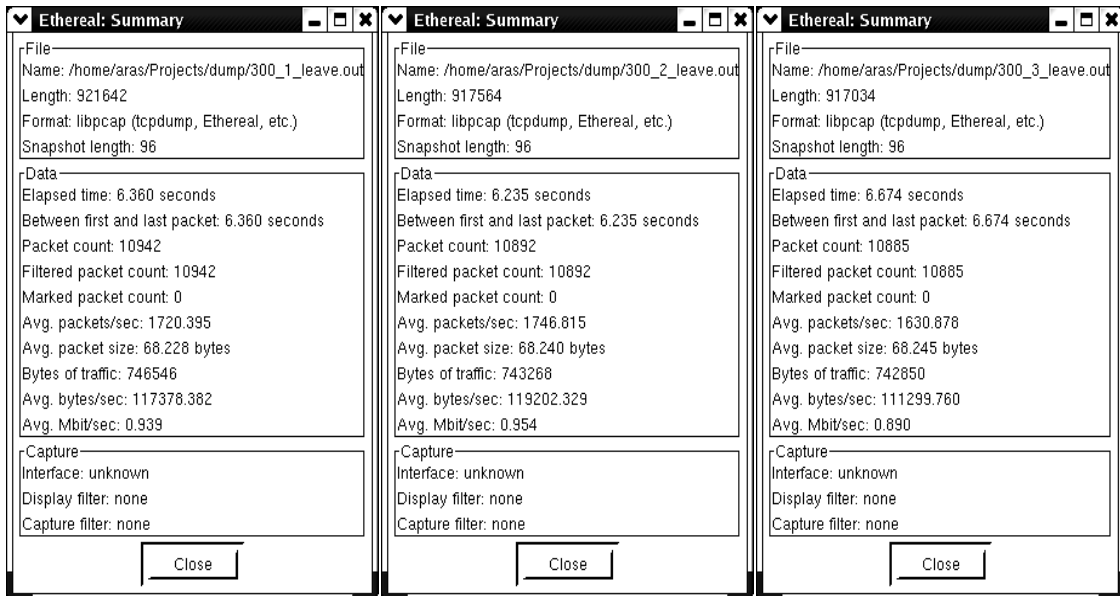 Ethereal: Summary
File
Name: /home/aras/Projects/dump/300_1_leave.out
Length: 921642
Format: libpcap (tcpdump, Ethereal, etc.)
Snapshot length: 96
Data
Elapsed time: 6.360 seconds
Between first and last packet: 6.360 seconds
Packet count: 10942
Filtered packet count: 10942
Marked packet count: 0
Avg. packets/sec: 1720.395
Avg. packet size: 68.228 bytes
Bytes of traffic: 746546
Avg. bytes/sec: 117378.382
Avg. Mbit/sec: 0.939
Capture
Interface: unknown
Display filter: none
Capture filter: none
Close
Ethereal: Summary
File
Name: /home/aras/Projects/dump/300_2_leave.out
Length: 917564
Format: libpcap (tcpdump, Ethereal, etc.)
Snapshot length: 96
Data
Elapsed time: 6.235 seconds
Between first and last packet: 6.235 seconds
Packet count: 10892
Filtered packet count: 10892
Marked packet count: 0
Avg. packets/sec: 1746.815
Avg. packet size: 68.240 bytes
Bytes of traffic: 743268
Avg. bytes/sec: 119202.329
Avg. Mbit/sec: 0.954
Capture
Interface: unknown
Display filter: none
Capture filter: none
Close
Ethereal: Summary
File
Name: /home/aras/Projects/dump/300_3_leave.out
Length: 917034
Format: libpcap (tcpdump, Ethereal, etc.)
Snapshot length: 96
Data
Elapsed time: 6.674 seconds
Between first and last packet: 6.674 seconds
Packet count: 10885
Filtered packet count: 10885
Marked packet count: 0
Avg. packets/sec: 1630.878
Avg. packet size: 68.245 bytes
Bytes of traffic: 742850
Avg. bytes/sec: 111299.760
Avg. Mbit/sec: 0.890
Capture
Interface: unknown
Display filter: none
Capture filter: none
Close